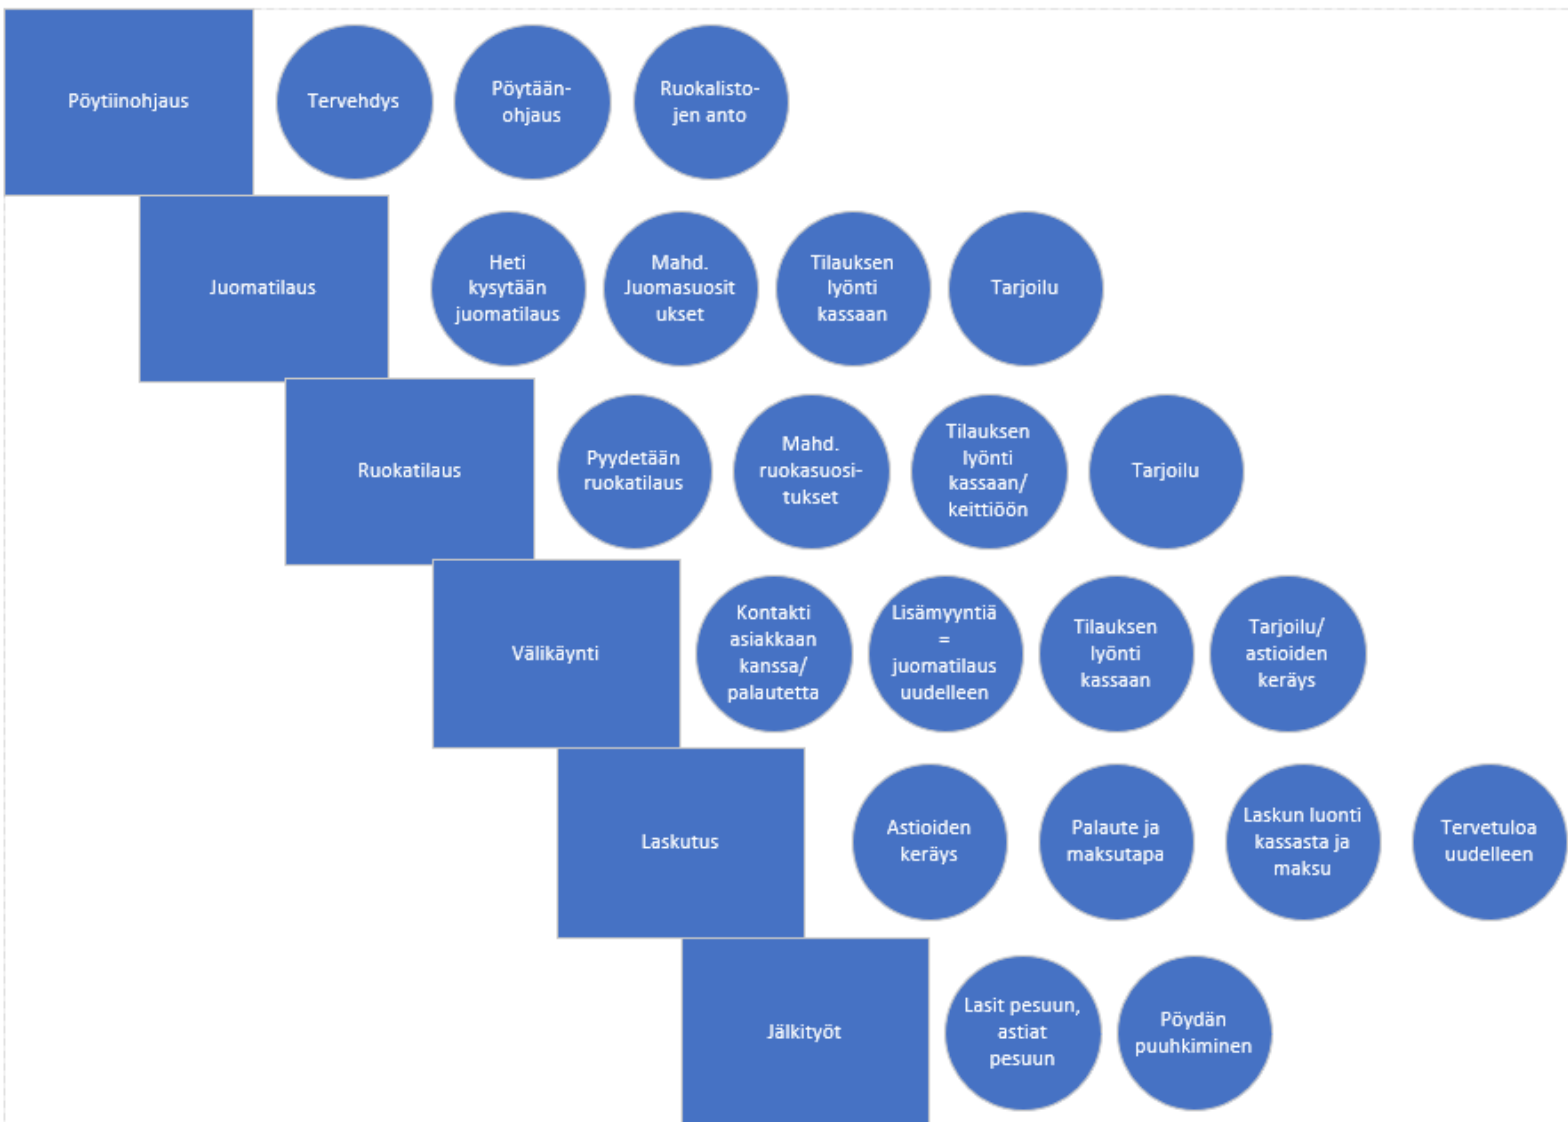 Pöytiinohjaus
Tervehdys
Pöytään-
ohjaus
Ruokalisto-
jen anto
Juomatilaus
Heti
kysytään
juomatilaus
Mahd.
Juomasuosit
ukset
Tilauksen
lyönti
kassaan
Tarjoilu
Ruokatilaus
Pyydetään
ruokatilaus
Mahd.
ruokasuosi-
tukset
Tilauksen
lyönti
kassaan/
keittiöön
Tarjoilu
Välikäynti
Kontakti
asiakkaan
kanssa/
palautetta
Lisämyyntiä
=
juomatilaus
uudelleen
Tilauksen
lyönti
kassaan
Tarjoilu/
astioiden
keräys
Laskutus
Astioiden
keräys
Palaute ja
maksutapa
Laskun luonti
kassasta ja
maksu
Tervetuloa
uudelleen
Jälkityöt
Lasit pesuun,
astiat
pesuun
Pöydän
puuhkiminen